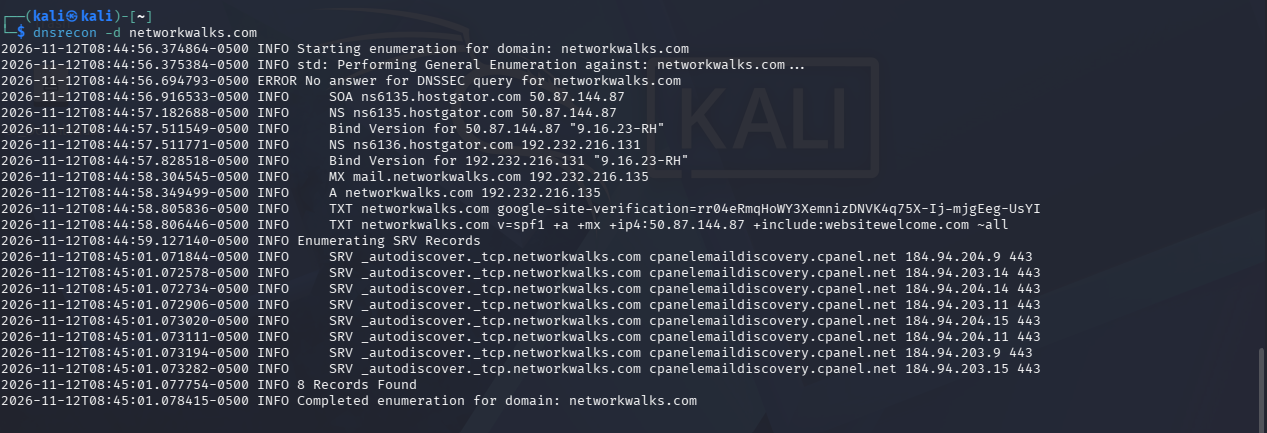 ┌──(kali㉿kali)-[~]
└─$ dnsrecon -d networkwalks.com
2026-11-12T08:44:56.374864-0500 INFO Starting enumeration for domain: networkwalks.com
2026-11-12T08:44:56.375384-0500 INFO std: Performing General Enumeration against: networkwalks.com...
2026-11-12T08:44:56.694793-0500 ERROR No answer for DNSSEC query for networkwalks.com
2026-11-12T08:44:56.916533-0500 INFO     SOA ns6135.hostgator.com 50.87.144.87
2026-11-12T08:44:57.182688-0500 INFO     NS ns6135.hostgator.com 50.87.144.87
2026-11-12T08:44:57.511549-0500 INFO     Bind Version for 50.87.144.87 "9.16.23-RH"
2026-11-12T08:44:57.511771-0500 INFO     NS ns6136.hostgator.com 192.232.216.131
2026-11-12T08:44:57.828518-0500 INFO     Bind Version for 192.232.216.131 "9.16.23-RH"
2026-11-12T08:44:58.304545-0500 INFO     MX mail.networkwalks.com 192.232.216.135
2026-11-12T08:44:58.349499-0500 INFO     A networkwalks.com 192.232.216.135
2026-11-12T08:44:58.805836-0500 INFO     TXT networkwalks.com google-site-verification=rr04eRmqHoWY3XemnizDNVK4q75X-Ij-mjgEeg-UsYI
2026-11-12T08:44:58.806446-0500 INFO     TXT networkwalks.com v=spf1 +a +mx +ip4:50.87.144.87 +include:websitewelcome.com ~all
2026-11-12T08:44:59.127140-0500 INFO Enumerating SRV Records
2026-11-12T08:45:01.071844-0500 INFO     SRV _autodiscover._tcp.networkwalks.com cpanelemaildiscovery.cpanel.net 184.94.204.9 443
2026-11-12T08:45:01.072578-0500 INFO     SRV _autodiscover._tcp.networkwalks.com cpanelemaildiscovery.cpanel.net 184.94.203.14 443
2026-11-12T08:45:01.072734-0500 INFO     SRV _autodiscover._tcp.networkwalks.com cpanelemaildiscovery.cpanel.net 184.94.204.14 443
2026-11-12T08:45:01.072906-0500 INFO     SRV _autodiscover._tcp.networkwalks.com cpanelemaildiscovery.cpanel.net 184.94.203.11 443
2026-11-12T08:45:01.073020-0500 INFO     SRV _autodiscover._tcp.networkwalks.com cpanelemaildiscovery.cpanel.net 184.94.204.15 443
2026-11-12T08:45:01.073111-0500 INFO     SRV _autodiscover._tcp.networkwalks.com cpanelemaildiscovery.cpanel.net 184.94.204.11 443
2026-11-12T08:45:01.073194-0500 INFO     SRV _autodiscover._tcp.networkwalks.com cpanelemaildiscovery.cpanel.net 184.94.203.9 443
2026-11-12T08:45:01.073282-0500 INFO     SRV _autodiscover._tcp.networkwalks.com cpanelemaildiscovery.cpanel.net 184.94.203.15 443
2026-11-12T08:45:01.077754-0500 INFO 8 Records Found
2026-11-12T08:45:01.078415-0500 INFO Completed enumeration for domain: networkwalks.com
KALI